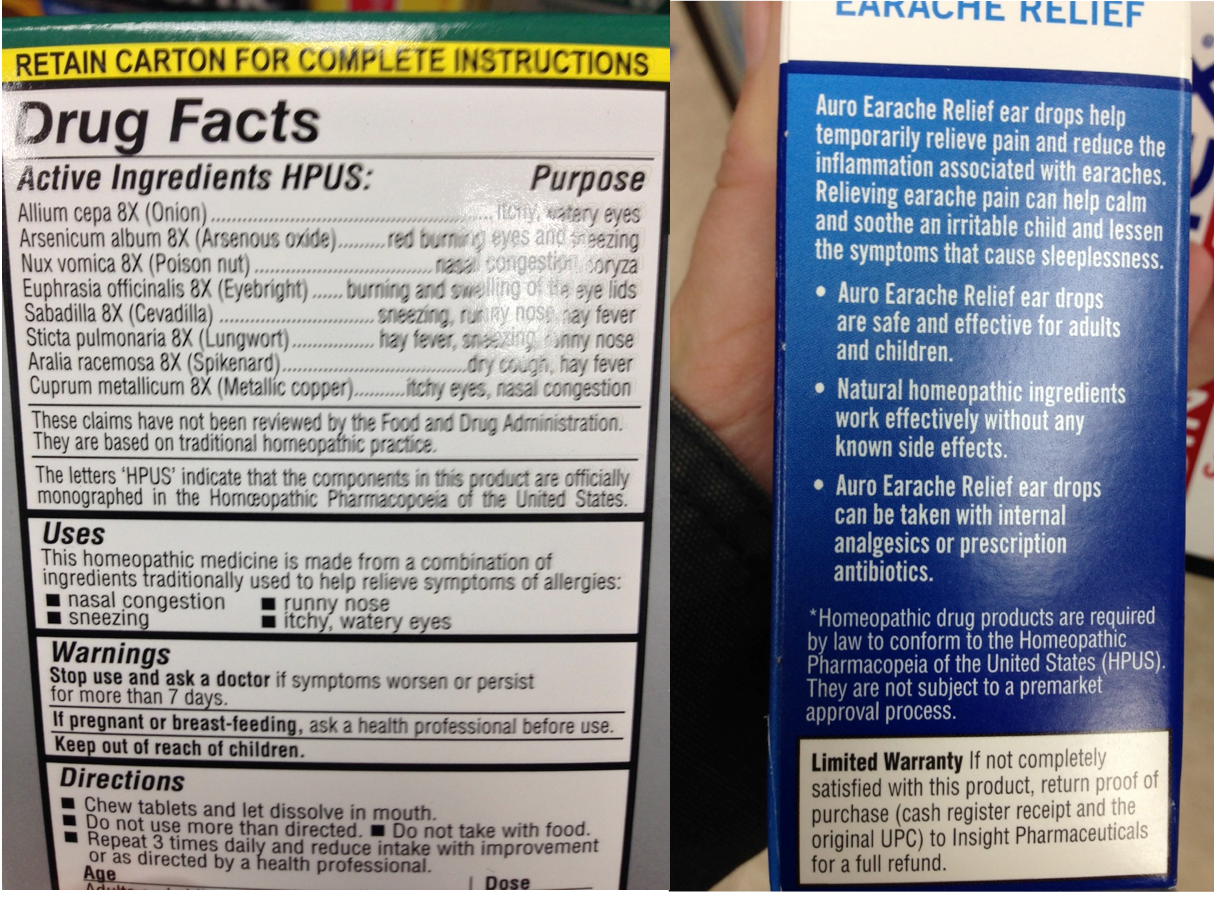 RETAIN CARTON FOR COMPLETE INSTRUCTIONS
Drug Facts
Active Ingredients HPUS: Purpose
Allium cepa 8X (Onion) ................................................ itchy, watery eyes
Arsenicum album 8X (Arsenous oxide).........red burning eyes and sneezing
Nux vomica 8X (Poison nut) .............................. nasal congestion, coryza
Euphrasia officinalis 8X (Eyebright) ...... burning and swelling of the eye lids
Sabadilla 8X (Cevadilla) ........................... sneezing, runny nose, hay fever
Sticta pulmonaria 8X (Lungwort)................ hay fever, sneezing, runny nose
Aralia racemosa 8X (Spikenard)...............................dry cough, hay fever
Cuprum metallicum 8X (Metallic copper)..........itchy eyes, nasal congestion
These claims have not been reviewed by the Food and Drug Administration.
They are based on traditional homeopathic practice.
The letters 'HPUS' indicate that the components in this product are officially
monographed in the Homœopathic Pharmacopoeia of the United States.
Uses
This homeopathic medicine is made from a combination of
ingredients traditionally used to help relieve symptoms of allergies:
■ nasal congestion ■ runny nose
■ sneezing ■ itchy, watery eyes
Warnings
Stop use and ask a doctor if symptoms worsen or persist
for more than 7 days.
If pregnant or breast-feeding, ask a health professional before use.
Keep out of reach of children.
Directions
■ Chew tablets and let dissolve in mouth.
■ Do not use more than directed. ■ Do not take with food.
■ Repeat 3 times daily and reduce intake with improvement
or as directed by a health professional.
Age Dose
EARACHE RELIEF
Auro Earache Relief ear drops help
temporarily relieve pain and reduce the
inflammation associated with earaches.
Relieving earache pain can help calm
and soothe an irritable child and lessen
the symptoms that cause sleeplessness.
• Auro Earache Relief ear drops
are safe and effective for adults
and children.
• Natural homeopathic ingredients
work effectively without any
known side effects.
• Auro Earache Relief ear drops
can be taken with internal
analgesics or prescription
antibiotics.
*Homeopathic drug products are required
by law to conform to the Homeopathic
Pharmacopeia of the United States (HPUS).
They are not subject to a premarket
approval process.
Limited Warranty If not completely
satisfied with this product, return proof of
purchase (cash register receipt and the
original UPC) to Insight Pharmaceuticals
for a full refund.